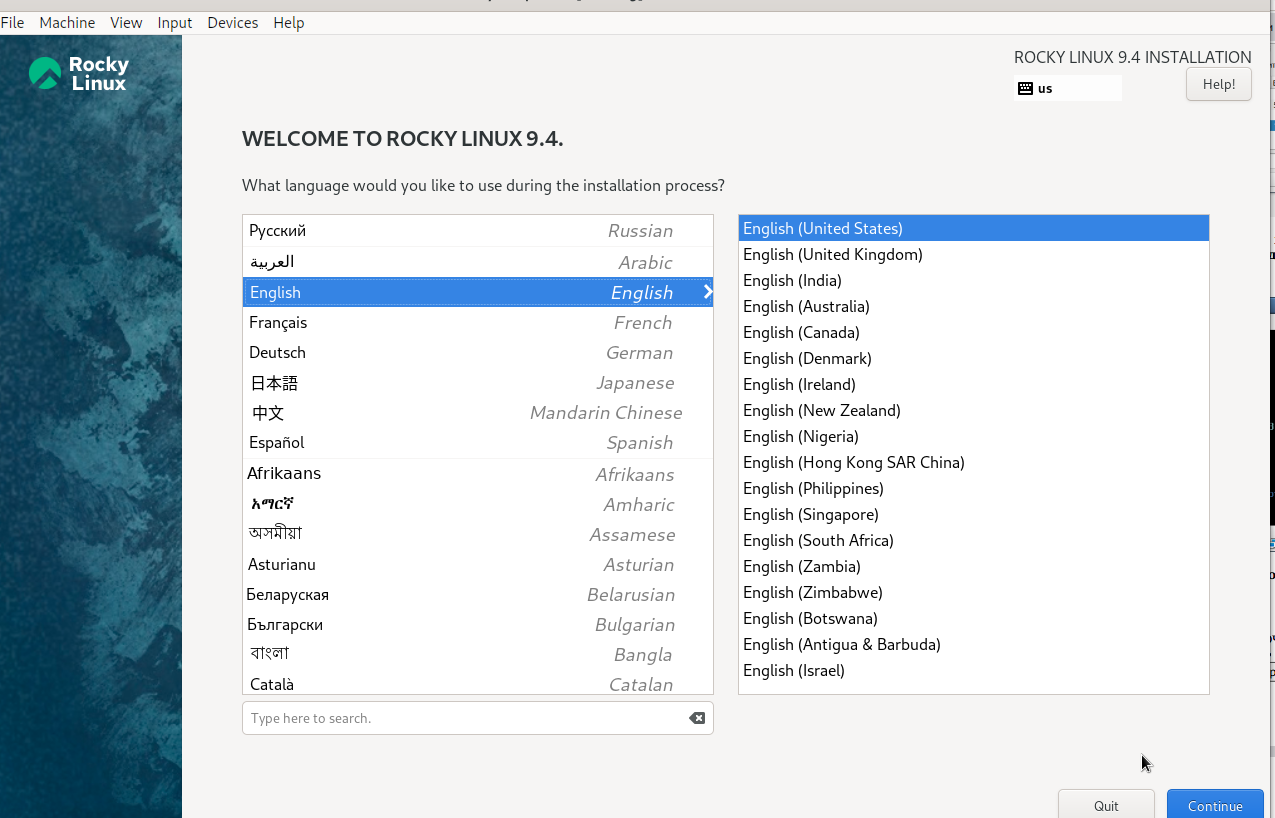 File Machine View Input Devices Help
Rocky
Linux
ROCKY LINUX 9.4 INSTALLATION
us
Help!
WELCOME TO ROCKY LINUX 9.4.
What language would you like to use during the installation process?
Русский Russian
العربية Arabic
English English
Français French
Deutsch German
日本語 Japanese
中文 Mandarin Chinese
Español Spanish
Afrikaans Afrikaans
አማርኛ Amharic
অসমীয়া Assamese
Asturianu Asturian
Беларуская Belarusian
Български Bulgarian
বাংলা Bangla
Català Catalan
Type here to search.
English (United States)
English (United Kingdom)
English (India)
English (Australia)
English (Canada)
English (Denmark)
English (Ireland)
English (New Zealand)
English (Nigeria)
English (Hong Kong SAR China)
English (Philippines)
English (Singapore)
English (South Africa)
English (Zambia)
English (Zimbabwe)
English (Botswana)
English (Antigua & Barbuda)
English (Israel)
Quit
Continue